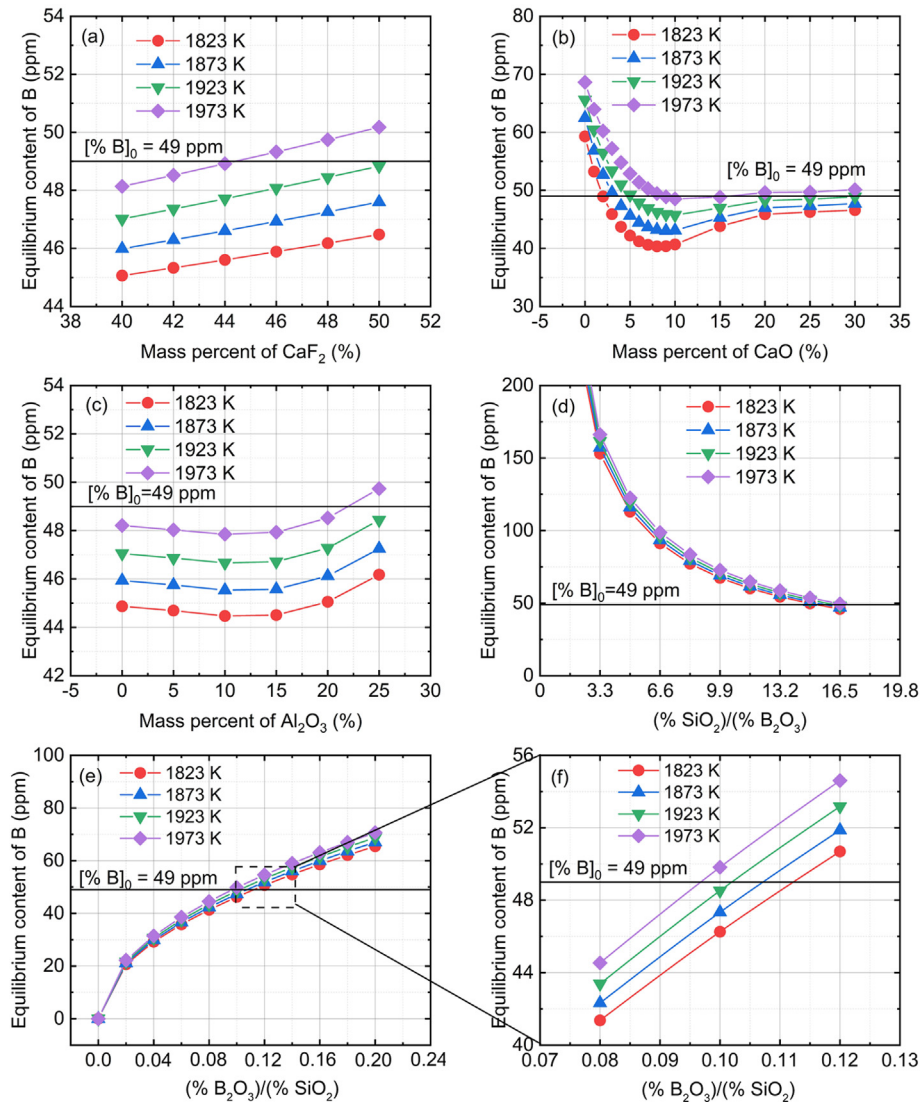 (a)
1823 K
1873 K
1923 K
1973 K
[% B]₀ = 49 ppm
Equilibrium content of B (ppm)
54
52
50
48
46
44
38 40 42 44 46 48 50 52
Mass percent of CaF₂ (%)
(b)
1823 K
1873 K
1923 K
1973 K
[% B]₀ = 49 ppm
Equilibrium content of B (ppm)
80
70
60
50
40
30
-5 0 5 10 15 20 25 30 35
Mass percent of CaO (%)
(c)
1823 K
1873 K
1923 K
1973 K
[% B]₀=49 ppm
Equilibrium content of B (ppm)
54
52
50
48
46
44
42
-5 0 5 10 15 20 25 30
Mass percent of Al₂O₃ (%)
(d)
1823 K
1873 K
1923 K
1973 K
[% B]₀=49 ppm
Equilibrium content of B (ppm)
200
150
100
50
0
0 3.3 6.6 9.9 13.2 16.5 19.8
(% SiO₂)/(% B₂O₃)
(e)
1823 K
1873 K
1923 K
1973 K
[% B]₀ = 49 ppm
Equilibrium content of B (ppm)
100
80
60
40
20
0
0.0 0.04 0.08 0.12 0.16 0.20 0.24
(% B₂O₃)/(% SiO₂)
(f)
1823 K
1873 K
1923 K
1973 K
[% B]₀ = 49 ppm
Equilibrium content of B (ppm)
56
52
48
44
40
0.07 0.08 0.09 0.10 0.11 0.12 0.13
(% B₂O₃)/(% SiO₂)